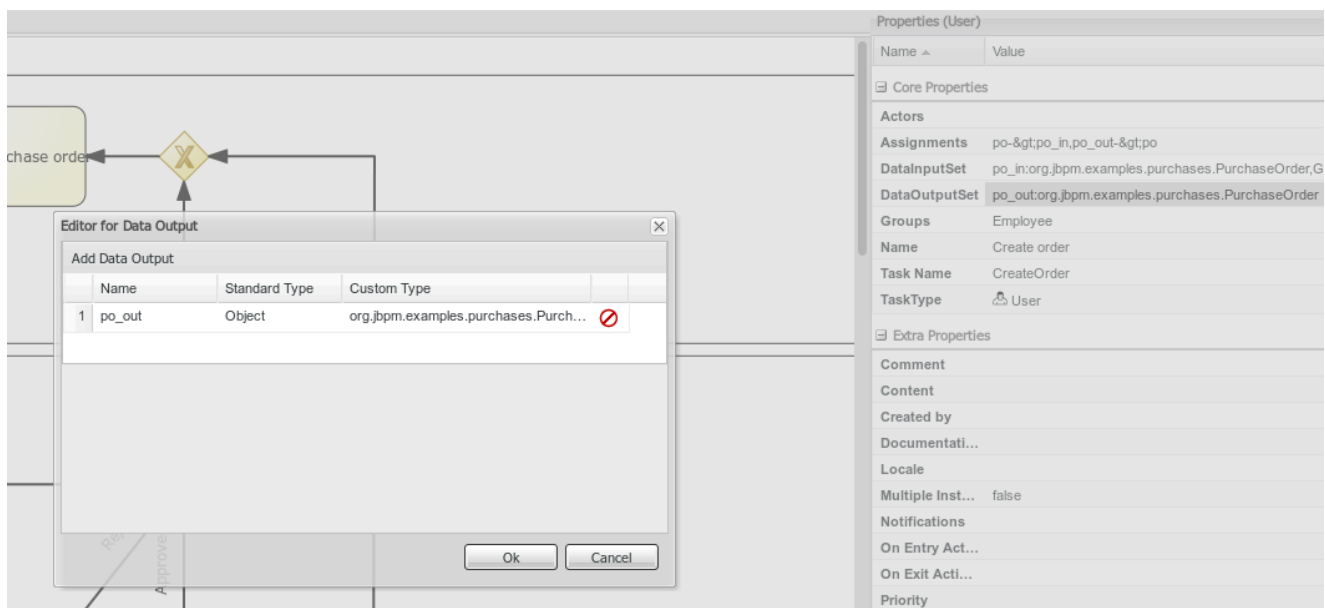 Properties (User)
Name Value
Core Properties
Actors
Assignments po-&gt;po_in,po_out-&gt;po
DataInputSet po_in:org.jbpm.examples.purchases.PurchaseOrder,G
DataOutputSet po_out:org.jbpm.examples.purchases.PurchaseOrder
Groups Employee
Name Create order
Task Name CreateOrder
TaskType User
Extra Properties
Comment
Content
Created by
Documentati...
Locale
Multiple Inst... false
Notifications
On Entry Act...
On Exit Acti...
Priority
chase order
X
Editor for Data Output
Add Data Output
Name Standard Type Custom Type
1 po_out Object org.jbpm.examples.purchases.Purch...
Ok Cancel
Approve